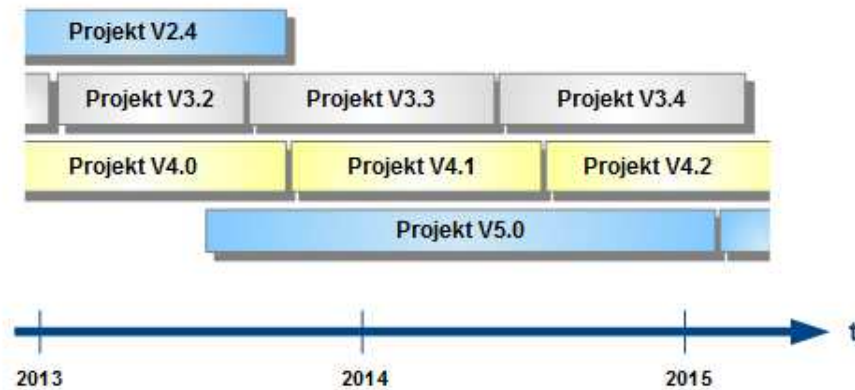 Projekt V2.4
Projekt V3.2 Projekt V3.3 Projekt V3.4
Projekt V4.0 Projekt V4.1 Projekt V4.2
Projekt V5.0
t
2013 2014 2015